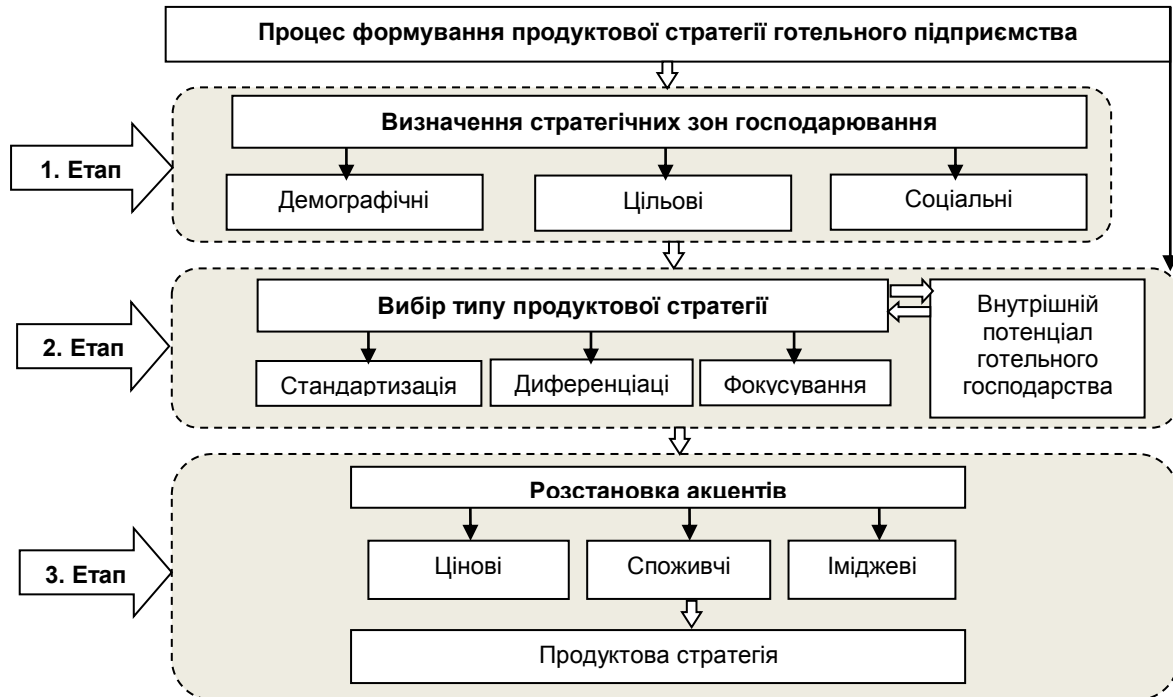 Процес формування продуктової стратегії готельного підприємства
Визначення стратегічних зон господарювання
1. Етап
Демографічні
Цільові
Соціальні
Вибір типу продуктової стратегії
Внутрішній
потенціал
готельного
господарства
2. Етап
Стандартизація
Диференціаці
Фокусування
Розстановка акцентів
3. Етап
Цінові
Споживчі
Іміджеві
Продуктова стратегія